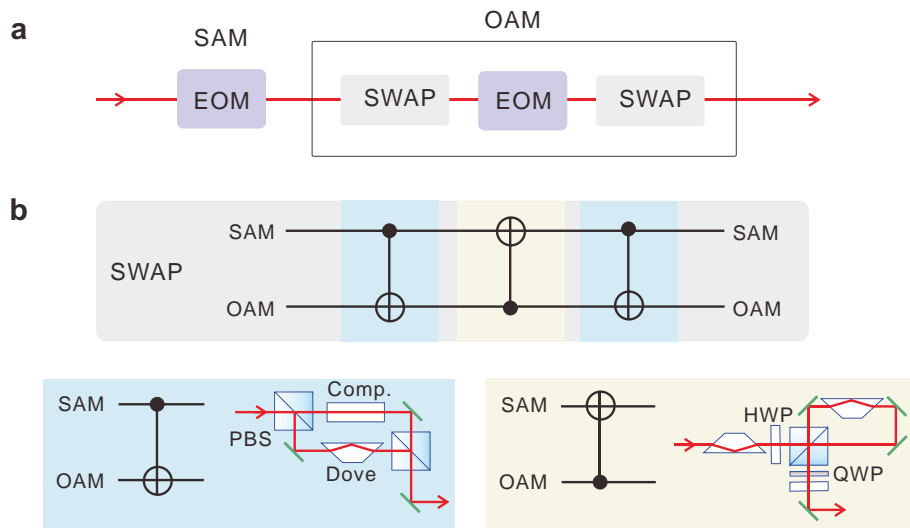 a
SAM
OAM
EOM
SWAP
EOM
SWAP
b
SWAP
SAM
SAM
OAM
OAM
SAM
OAM
PBS
Comp.
Dove
SAM
OAM
HWP
QWP